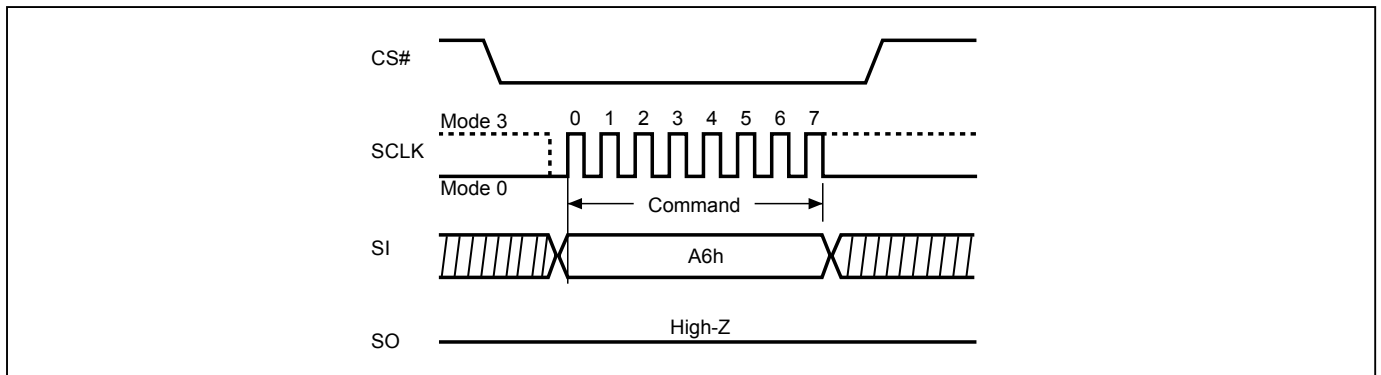 CS#
Mode 3
0 1 2 3 4 5 6 7
SCLK
Mode 0
Command
SI
A6h
High-Z
SO